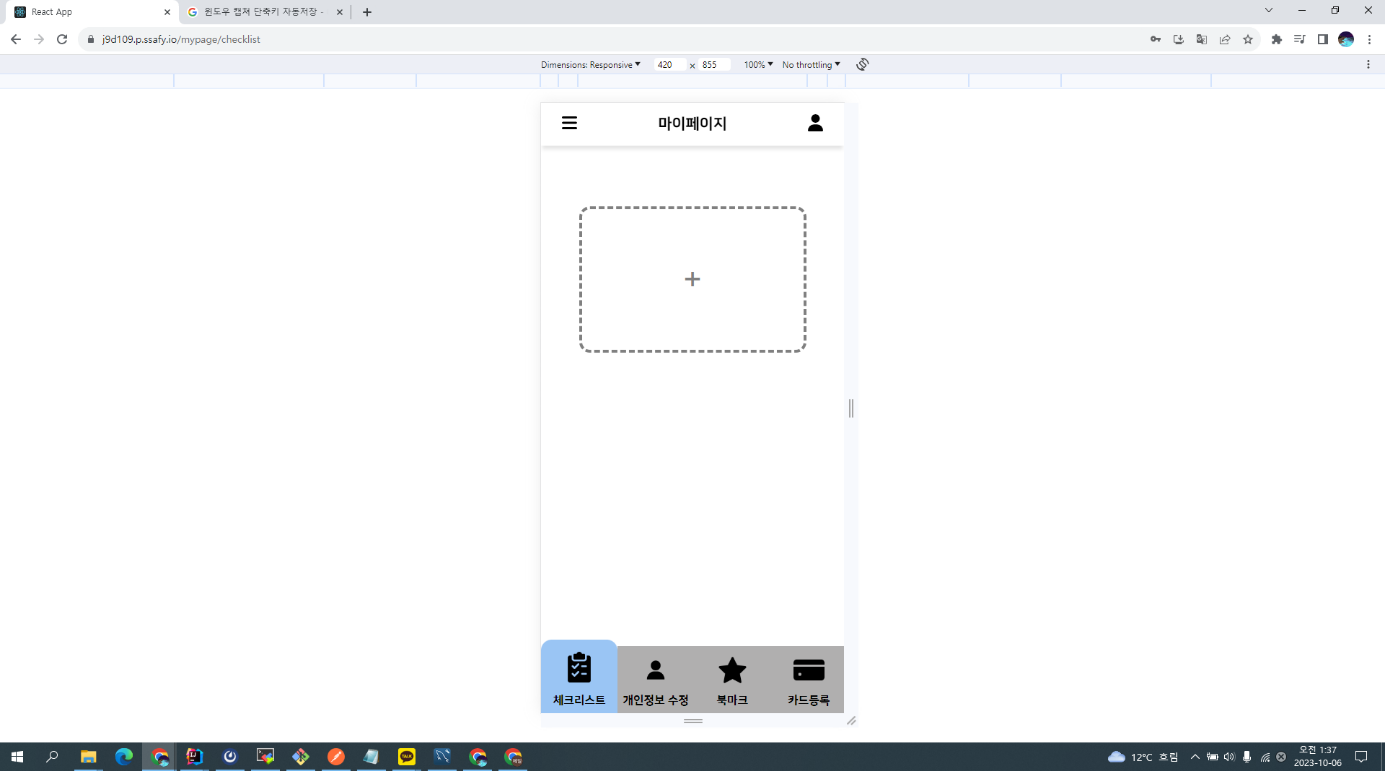 React App
윈도우 캡쳐 단축키 자동저장 -
j9d109.p.ssafy.io/mypage/checklist
Dimensions: Responsive 420 x 855 100% No throttling
마이페이지
+
체크리스트 개인정보 수정 북마크 카드등록
12°C 흐림
오전 1:37
2023-10-06